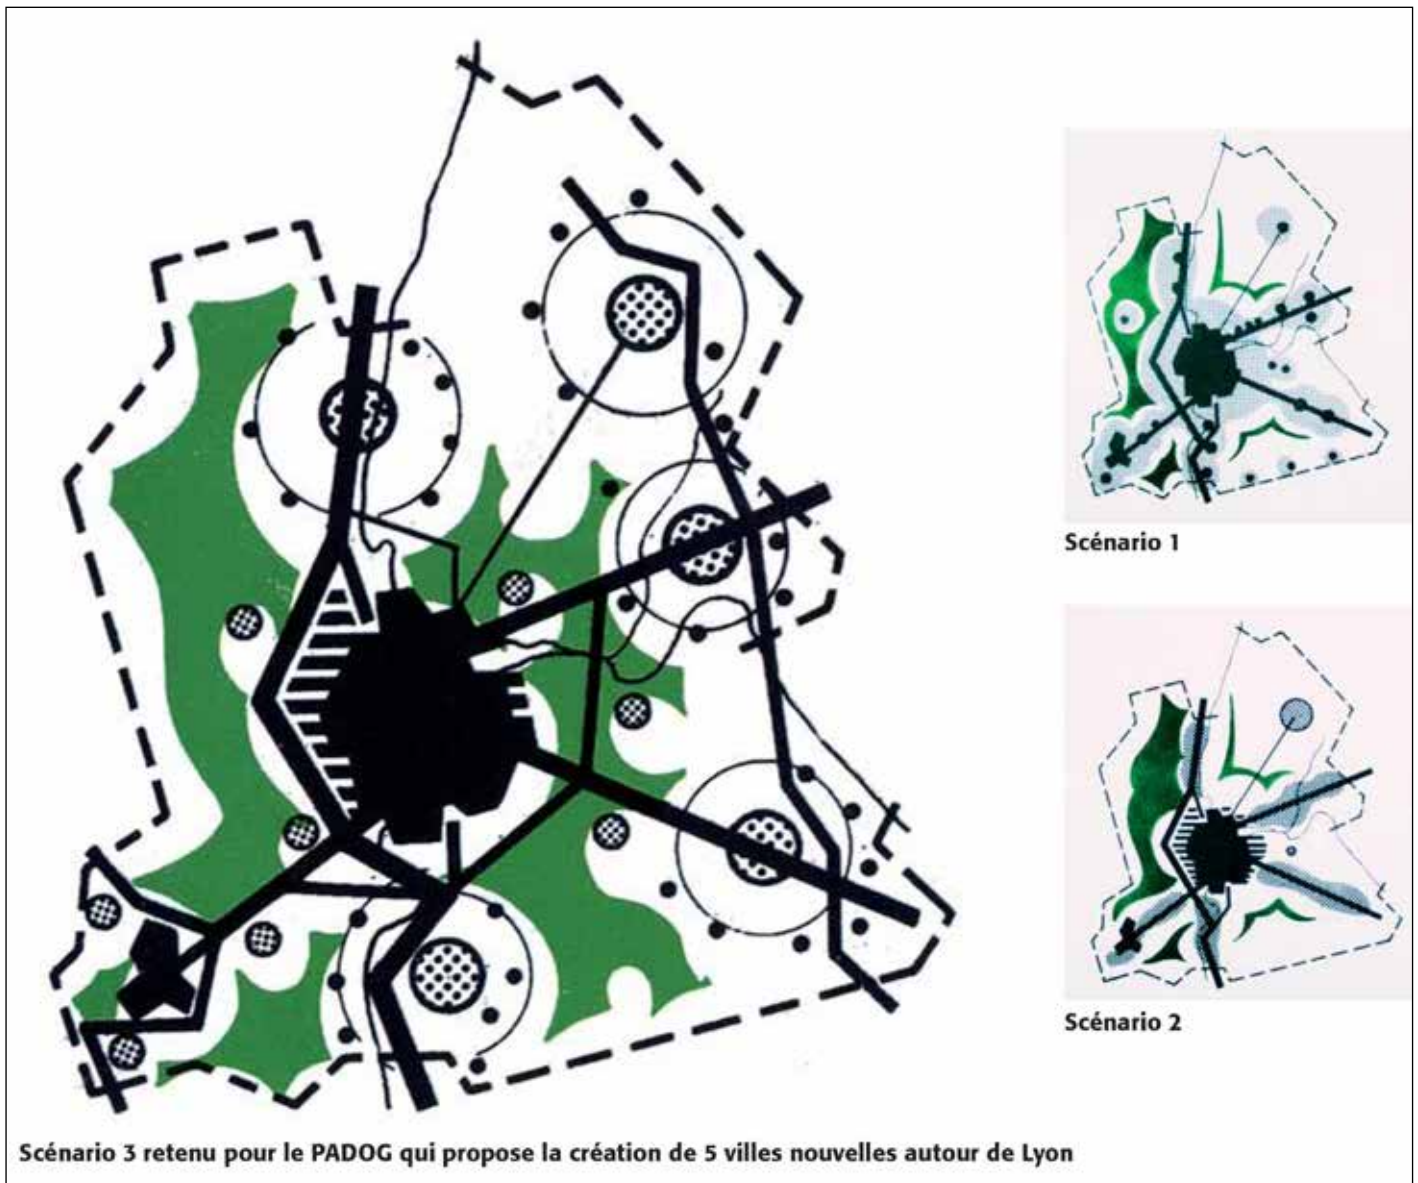 Scénario 1
Scénario 2
Scénario 3 retenu pour le PADOG qui propose la création de 5 villes nouvelles autour de Lyon